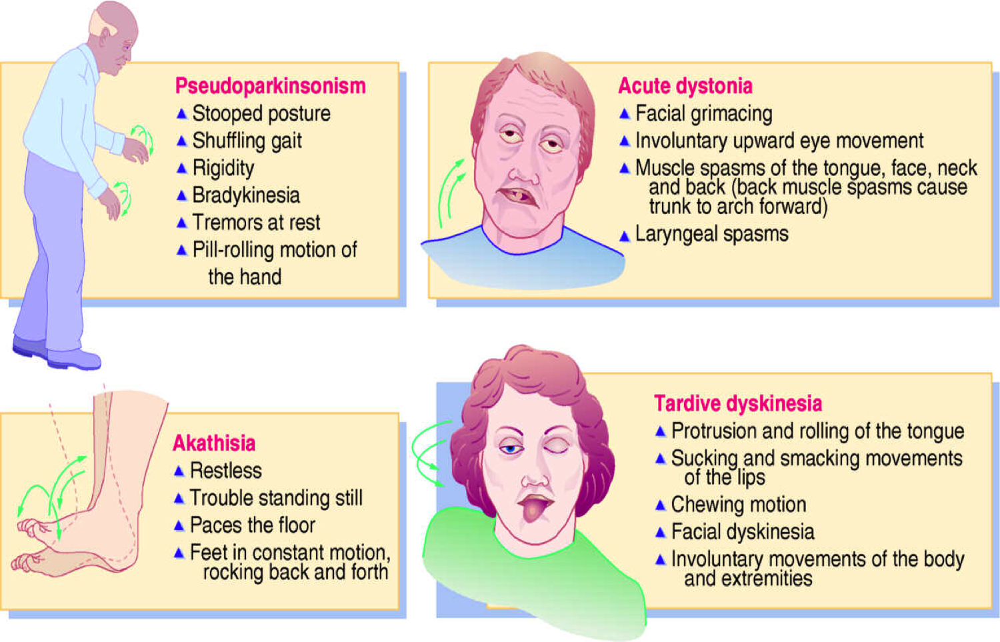 Pseudoparkinsonism
▲ Stooped posture
▲ Shuffling gait
▲ Rigidity
▲ Bradykinesia
▲ Tremors at rest
▲ Pill-rolling motion of
the hand
Acute dystonia
▲ Facial grimacing
▲ Involuntary upward eye movement
▲ Muscle spasms of the tongue, face, neck
and back (back muscle spasms cause
trunk to arch forward)
▲ Laryngeal spasms
Akathisia
▲ Restless
▲ Trouble standing still
▲ Paces the floor
▲ Feet in constant motion,
rocking back and forth
Tardive dyskinesia
▲ Protrusion and rolling of the tongue
▲ Sucking and smacking movements
of the lips
▲ Chewing motion
▲ Facial dyskinesia
▲ Involuntary movements of the body
and extremities